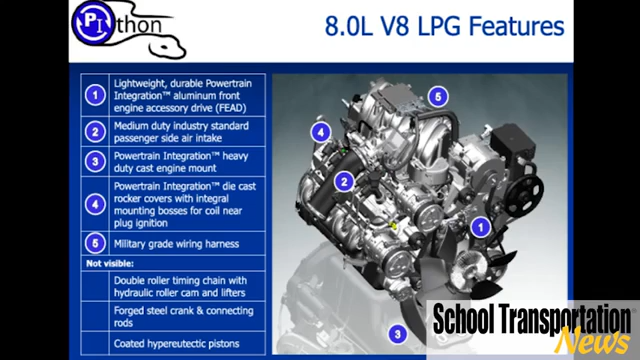 PI thon
8.0L V8 LPG Features
1 Lightweight, durable Powertrain
Integration™ aluminum front
engine accessory drive (FEAD)
2 Medium duty industry standard
passenger side air intake
3 Powertrain Integration™ heavy
duty cast engine mount
4 Powertrain Integration™ die cast
rocker covers with integral
mounting bosses for coil near
plug ignition
5 Military grade wiring harness
Not visible:
Double roller timing chain with
hydraulic roller cam and lifters
Forged steel crank & connecting
rods
Coated hypereutectic pistons
5
4
2
1
3
School Transportation
News